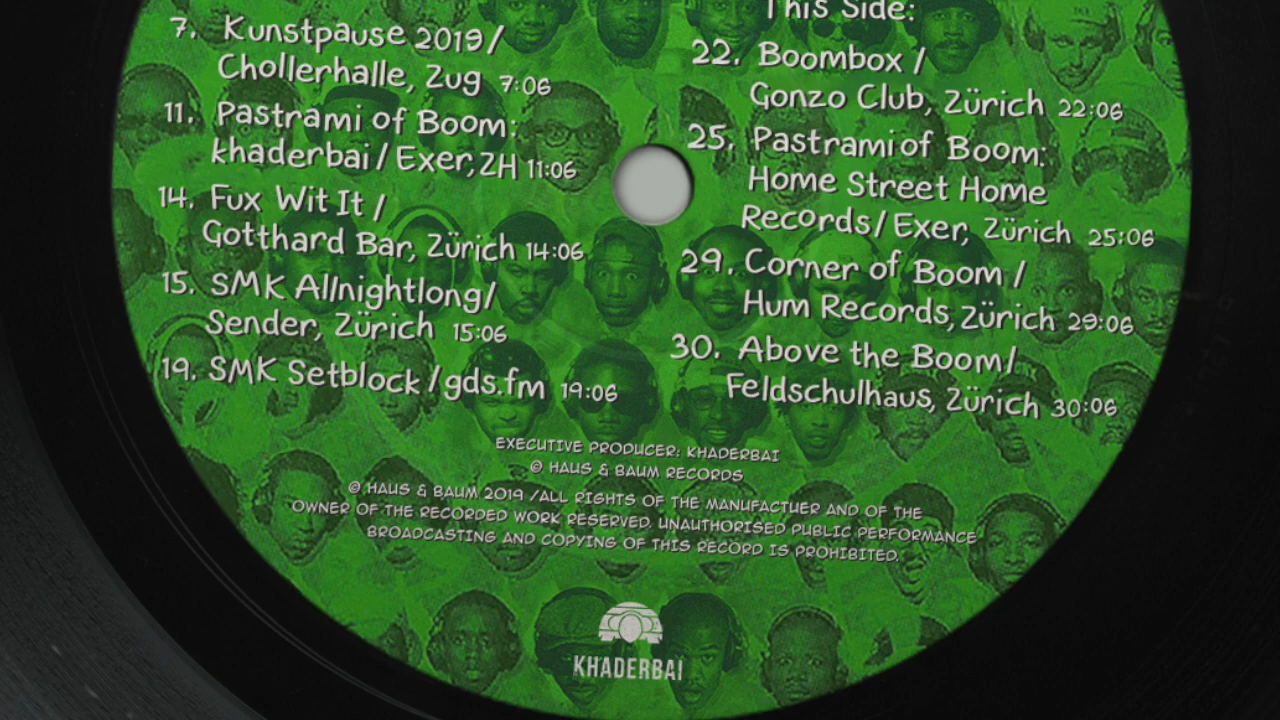 7. Kunstpause 2019/
Chollerhalle, Zug 7:06
11. Pastrami of Boom:
khaderbai / Exer, ZH 11:06
14. Fux Wit It /
Gotthard Bar, Zürich 14:06
15. SMK Allnightlong/
Sender, Zürich 15:06
19. SMK Setblock / gds.fm 19:06
This Side:
22. Boombox /
Gonzo Club, Zürich 22:06
25. Pastrami of Boom:
Home Street Home
Records / Exer, Zürich 25:06
29. Corner of Boom /
Hum Records, Zürich 29:06
30. Above the Boom/
Feldschulhaus, Zürich 30:06
EXECUTIVE PRODUCER: KHADERBAI
© HAUS & BAUM RECORDS
© HAUS & BAUM 2019 /ALL RIGHTS OF THE MANUFACTUER AND OF THE
OWNER OF THE RECORDED WORK RESERVED. UNAUTHORISED PUBLIC PERFORMANCE
BROADCASTING AND COPYING OF THIS RECORD IS PROHIBITED.
KHADERBAI